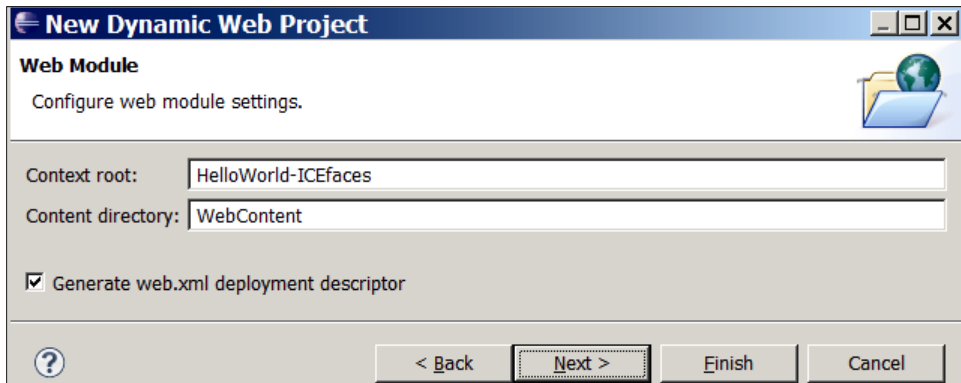 New Dynamic Web Project
Web Module
Configure web module settings.
Context root: HelloWorld-ICEfaces
Content directory: WebContent
Generate web.xml deployment descriptor
? < Back Next > Finish Cancel